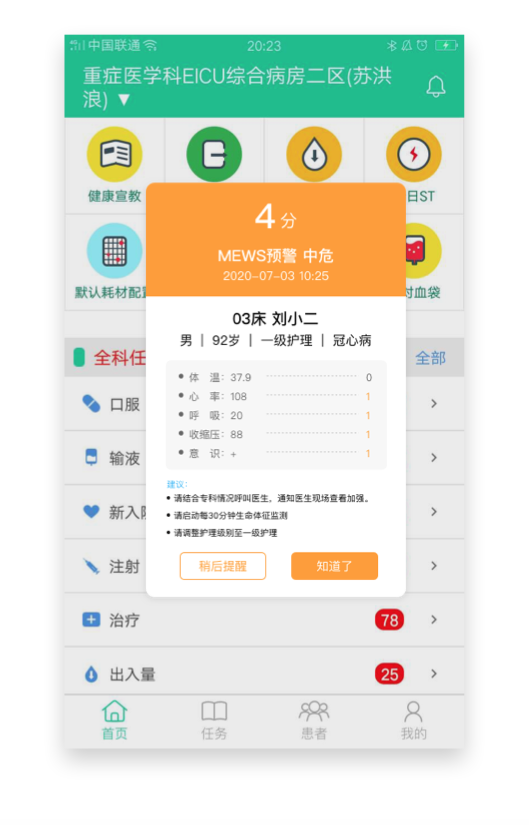 中国联通
20:23
重症医学科EICU综合病房二区(苏洪
浪) ▼
健康宣教
日ST
默认耗材配
对血袋
4 分
MEWS预警 中危
2020-07-03 10:25
03床 刘小二
男 | 92岁 | 一级护理 | 冠心病
• 体 温: 37.9 0
• 心 率: 108 1
• 呼 吸: 20 1
• 收缩压: 88 1
• 意 识: + 1
建议:
• 请结合专科情况呼叫医生，通知医生现场查看加强。
• 请启动每30分钟生命体征监测
• 请调整护理级别至一级护理
稍后提醒
知道了
全科任
全部
口服
输液
新入
注射
治疗
78
出入量
25
首页
任务
患者
我的